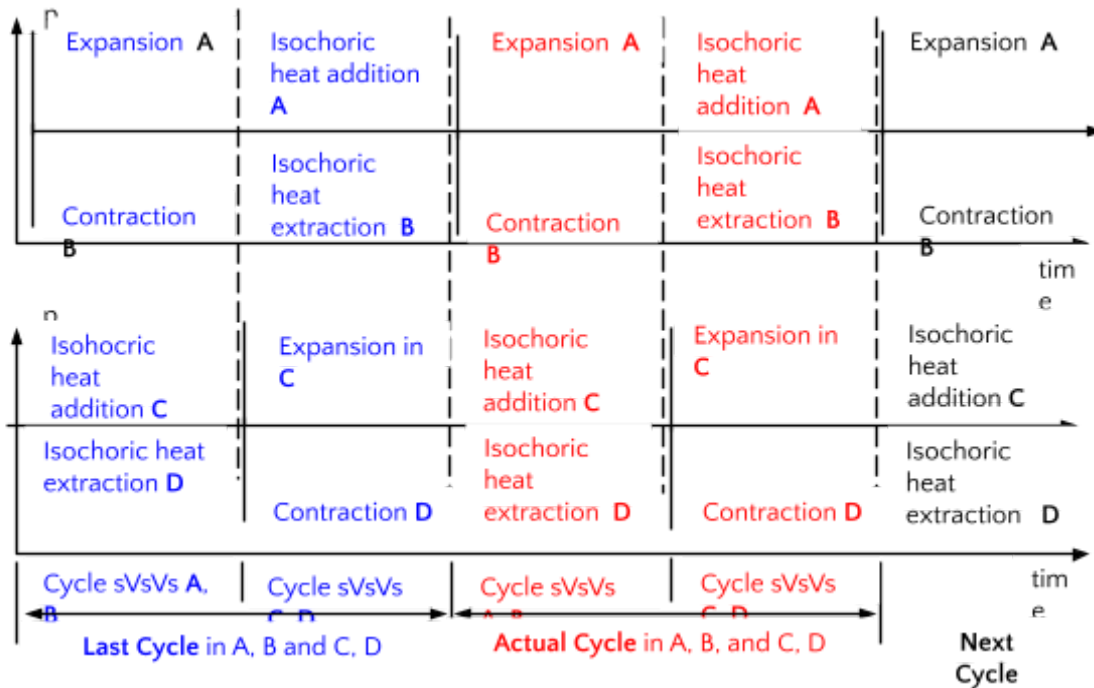 Expansion A
Isochoric
heat addition
A
Expansion A
Isochoric
heat
addition A
Expansion A
Contraction
B
Isochoric
heat
extraction B
Contraction
B
Isochoric
heat
extraction B
Contraction
B
tim
e
Isohocric
heat
addition C
Expansion in
C
Isochoric
heat
addition C
Expansion in
C
Isochoric
heat
addition C
Isochoric heat
extraction D
Contraction D
Isochoric
heat
extraction D
Contraction D
Isochoric
heat
extraction D
Cycle sVsVs A,
B
Cycle sVsVs
C, D
Cycle sVsVs
Cycle sVsVs
C, D
tim
e
Last Cycle in A, B and C, D
Actual Cycle in A, B, and C, D
Next
Cycle